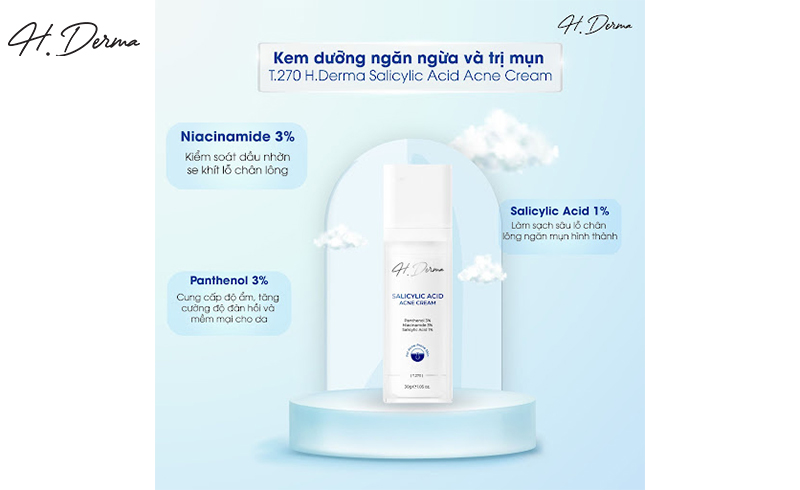 H. Derma
H. Derma
Kem dưỡng ngăn ngừa và trị mụn
T.270 H.Derma Salicylic Acid Acne Cream
Niacinamide 3%
Kiểm soát dầu nhờn
se khít lỗ chân lông
Salicylic Acid 1%
Làm sạch sâu lỗ chân
lông ngăn mụn hình thành
Panthenol 3%
Cung cấp độ ẩm, tăng
cường độ đàn hồi và
mềm mại cho da
H. Derma
SALICYLIC ACID
ACNE CREAM
Panthenol 3%
Niacinamide 3%
Salicylic Acid 1%